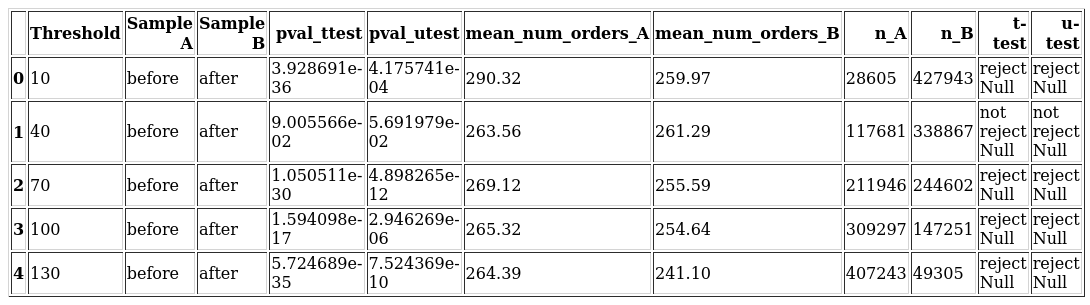 Threshold Sample A Sample B pval_ttest pval_utest mean_num_orders_A mean_num_orders_B n_A n_B t-test u-test
0 10 before after 3.928691e-36 4.175741e-04 290.32 259.97 28605 427943 reject Null reject Null
1 40 before after 9.005566e-02 5.691979e-02 263.56 261.29 117681 338867 not reject Null not reject Null
2 70 before after 1.050511e-30 4.898265e-12 269.12 255.59 211946 244602 reject Null reject Null
3 100 before after 1.594098e-17 2.946269e-06 265.32 254.64 309297 147251 reject Null reject Null
4 130 before after 5.724689e-35 7.524369e-10 264.39 241.10 407243 49305 reject Null reject Null